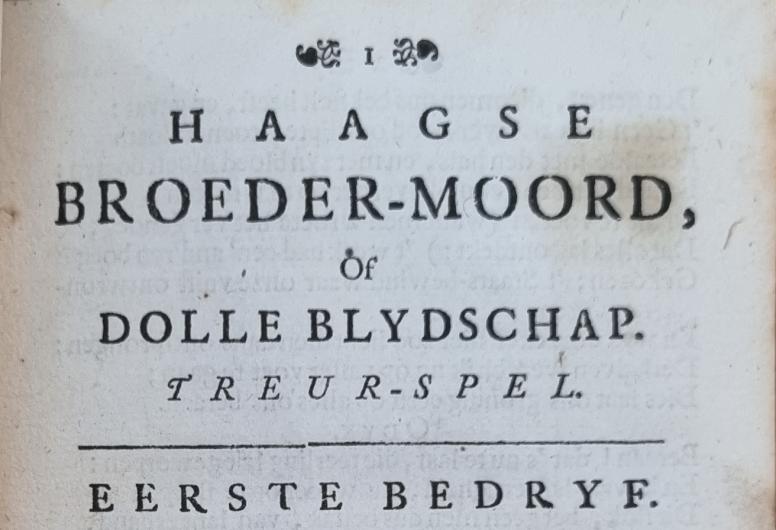 1
HAAGSE
BROEDER-MOORD,
Of
DOLLE BLYDSCHAP.
TREUR-SPEL.
EERSTE BEDRYF.